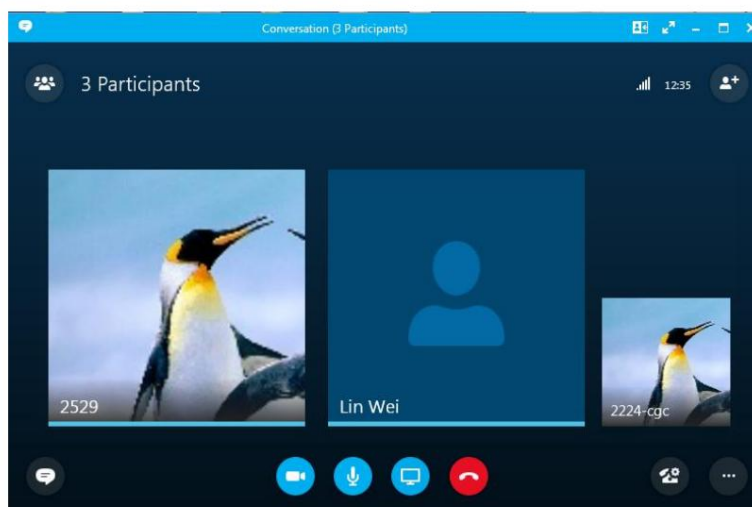 Conversation (3 Participants)
3 Participants
12:35
2529
Lin Wei
2224-cgc